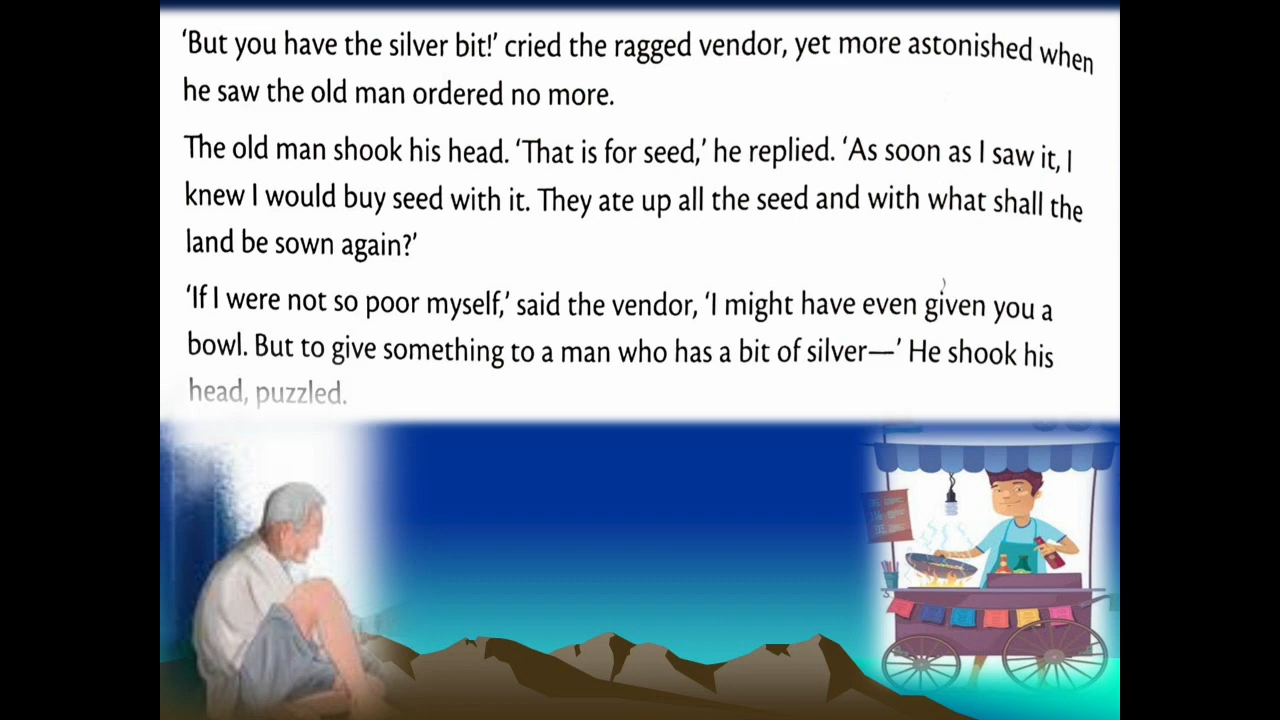 ‘But you have the silver bit!’ cried the ragged vendor, yet more astonished when
he saw the old man ordered no more.
The old man shook his head. ‘That is for seed,’ he replied. ‘As soon as I saw it, I
knew I would buy seed with it. They ate up all the seed and with what shall the
land be sown again?’
‘If I were not so poor myself,’ said the vendor, ‘I might have even given you a
bowl. But to give something to a man who has a bit of silver—’ He shook his
head, puzzled.